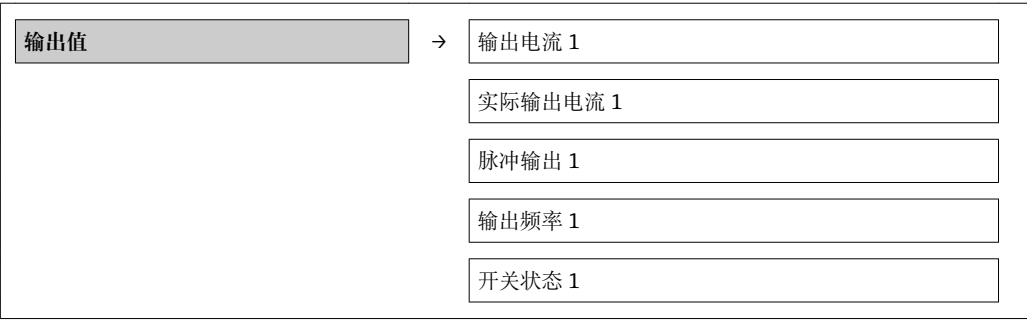 输出值 → 输出电流 1
实际输出电流 1
脉冲输出 1
输出频率 1
开关状态 1